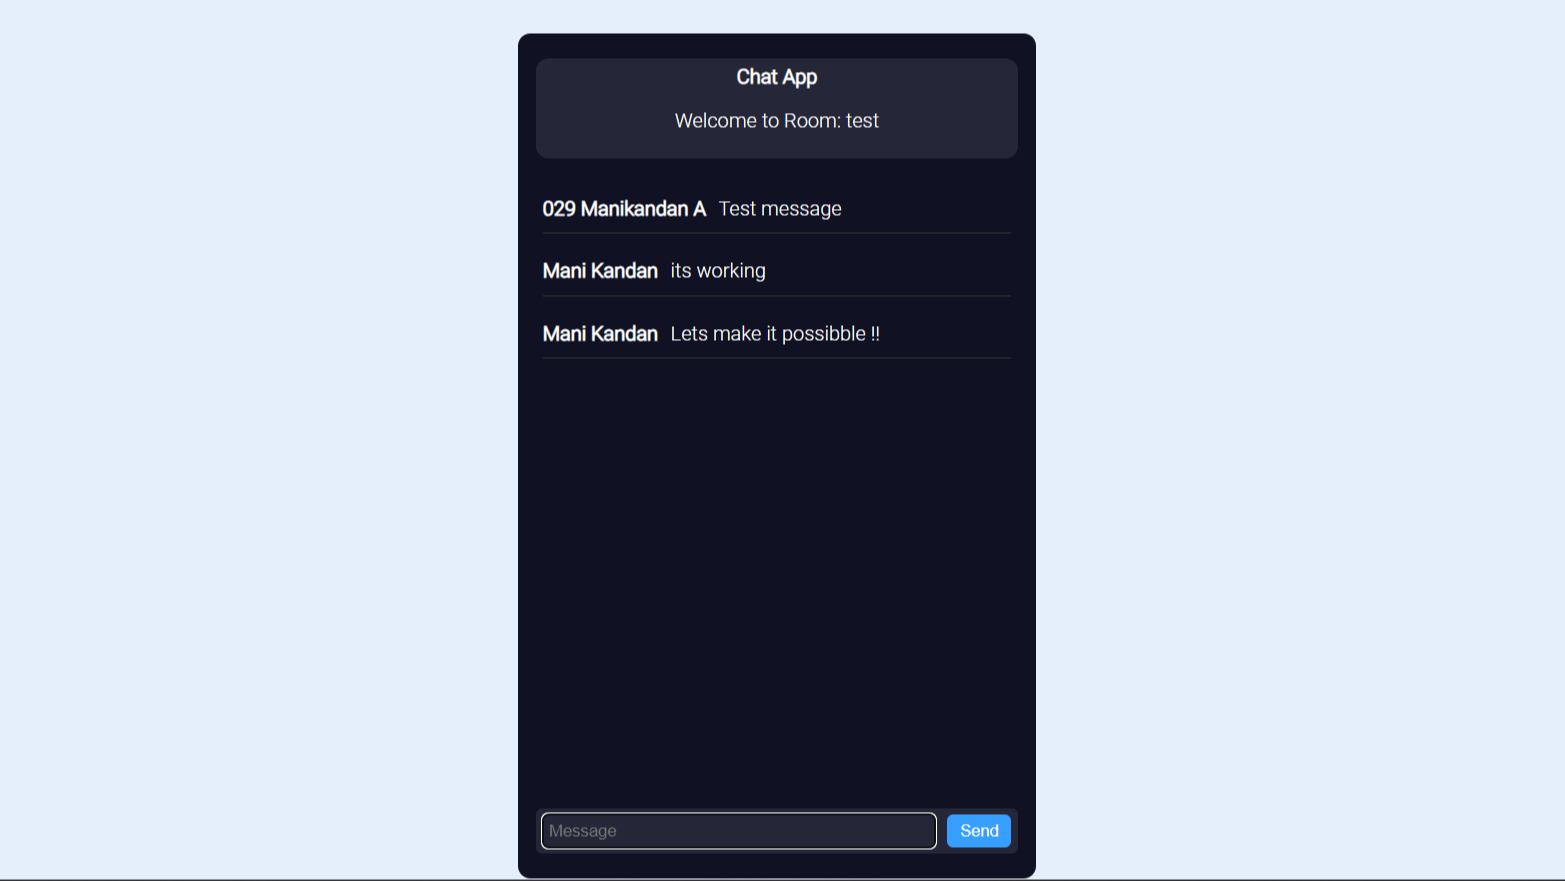 Chat App
Welcome to Room: test
029 Manikandan A Test message
Mani Kandan its working
Mani Kandan Lets make it possibble !!
Message Send